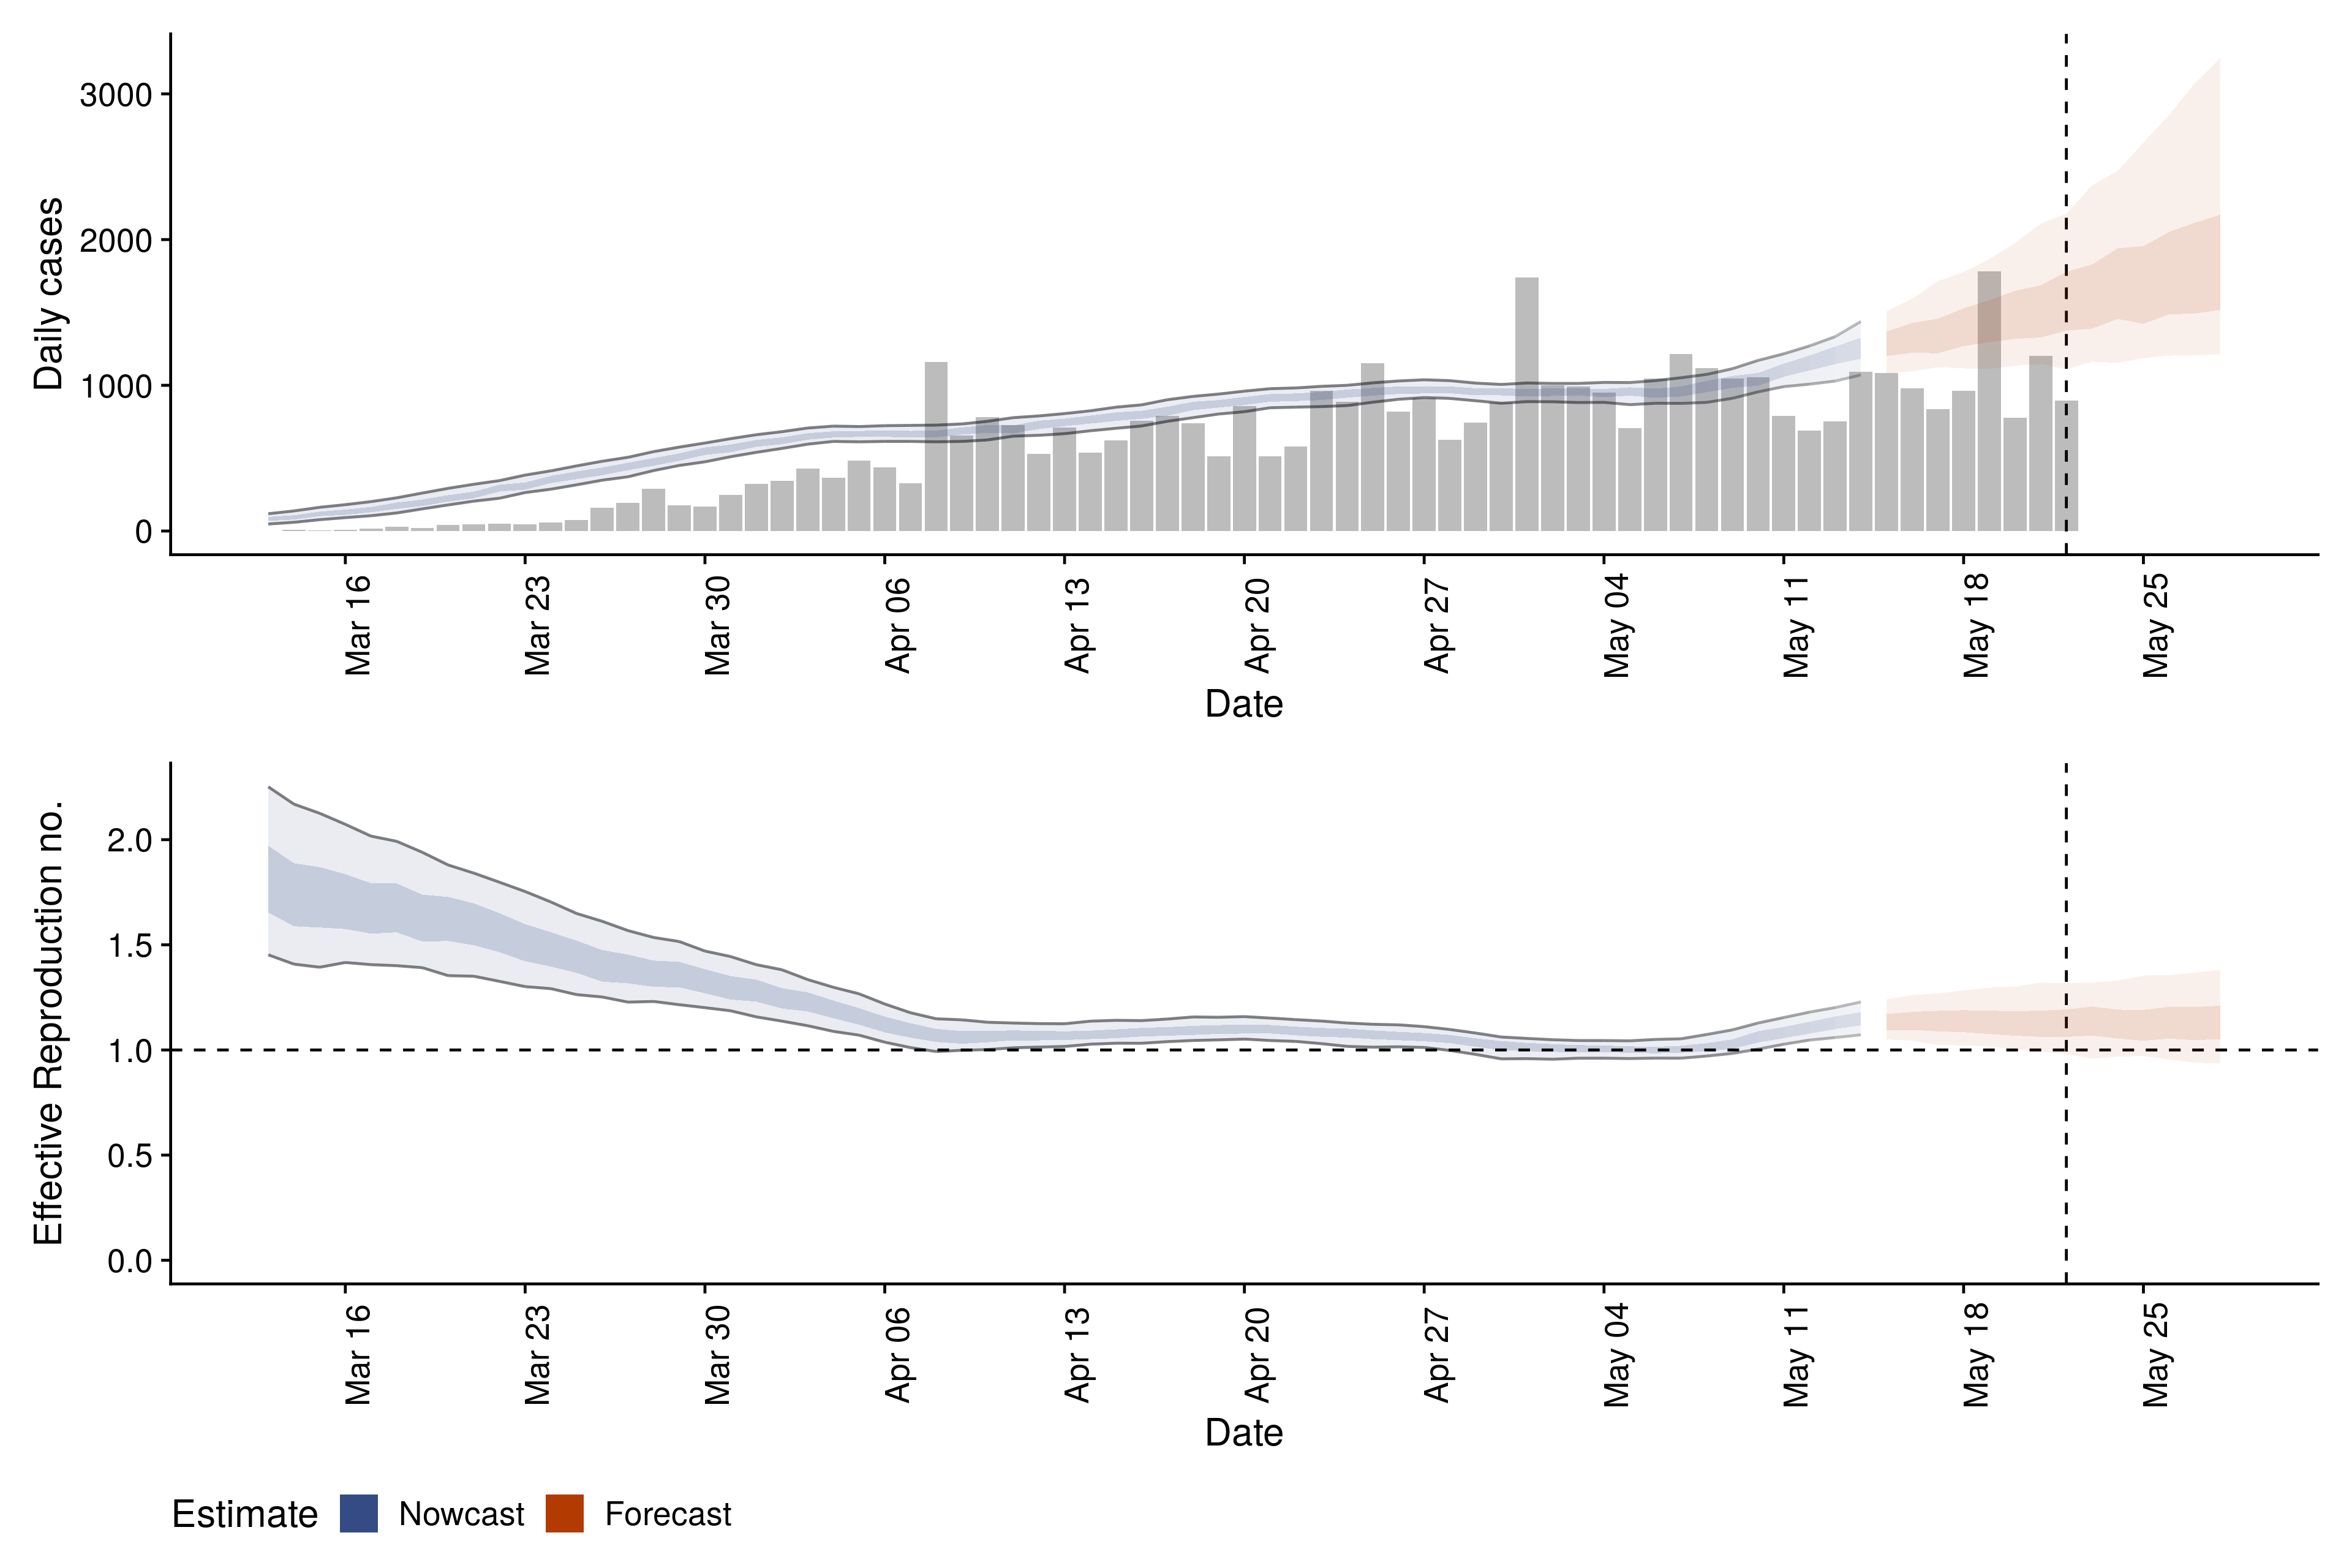 Daily cases
3000
2000
1000
0
Mar 16
Mar 23
Mar 30
Apr 06
Apr 13
Apr 20
Apr 27
May 04
May 11
May 18
May 25
Date
Effective Reproduction no.
2.0
1.5
1.0
0.5
0.0
Mar 16
Mar 23
Mar 30
Apr 06
Apr 13
Apr 20
Apr 27
May 04
May 11
May 18
May 25
Date
Estimate Nowcast Forecast